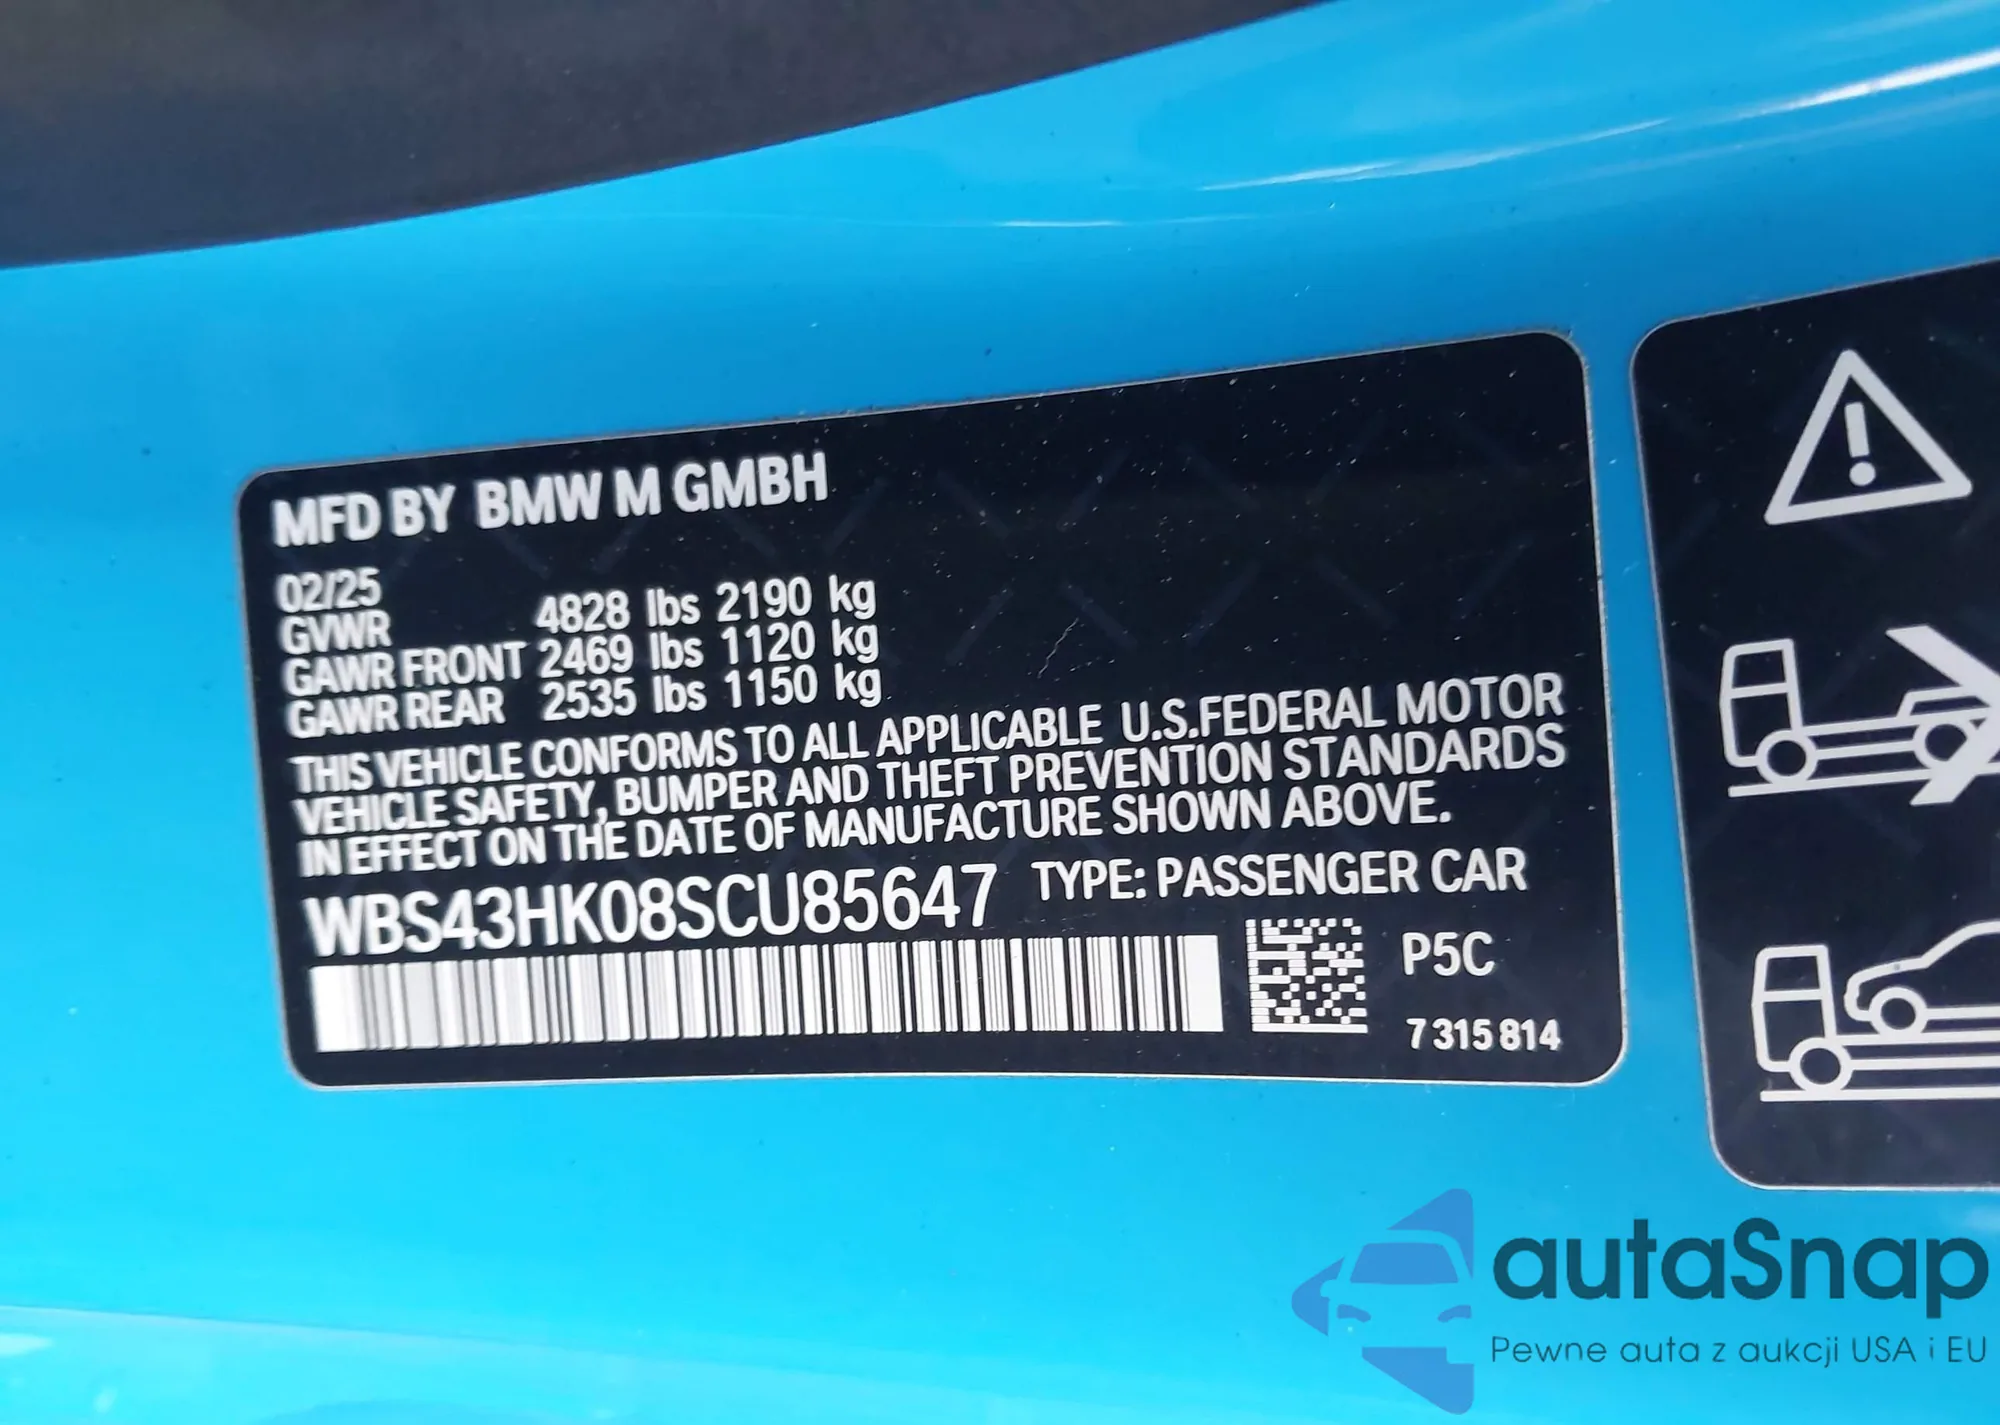 MFD BY BMW M GMBH
02/25
GVWR 4828 lbs 2190 kg
GAWR FRONT 2469 lbs 1120 kg
GAWR REAR 2535 lbs 1150 kg
THIS VEHICLE CONFORMS TO ALL APPLICABLE U.S.FEDERAL MOTOR
VEHICLE SAFETY, BUMPER AND THEFT PREVENTION STANDARDS
IN EFFECT ON THE DATE OF MANUFACTURE SHOWN ABOVE.
WBS43HK08SCU85647 TYPE: PASSENGER CAR
P5C
7315814
autaSnap
Pewne auta z aukcji USA i EU